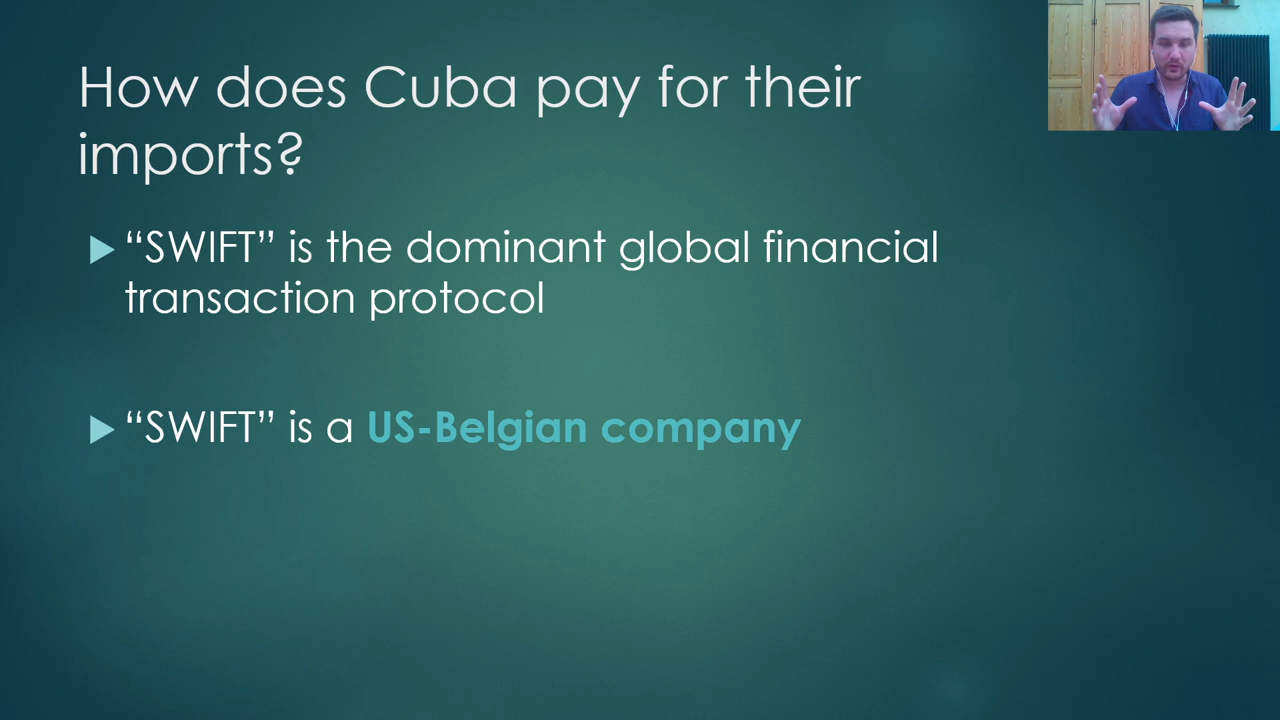 How does Cuba pay for their
imports?
“SWIFT” is the dominant global financial
transaction protocol
“SWIFT” is a US-Belgian company